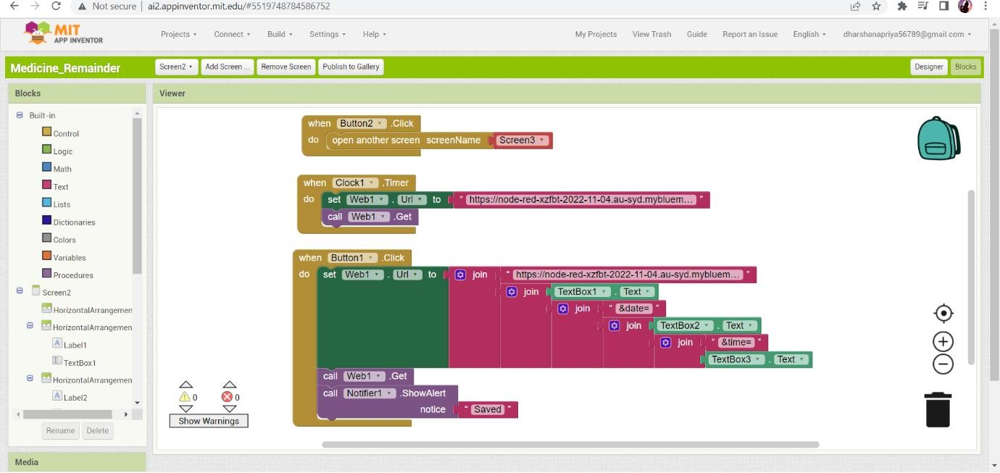 Not secure | ai2.appinventor.mit.edu/#5519748784586752
MIT
APP INVENTOR
Projects Connect Build Settings Help My Projects View Trash Guide Report an Issue English dharshanapriya56789@gmail.com
Medicine_Remainder Screen2 Add Screen ... Remove Screen Publish to Gallery Designer Blocks
Blocks
Viewer
Built-in
Control
Logic
Math
Text
Lists
Dictionaries
Colors
Variables
Procedures
Screen2
HorizontalArrangemen
HorizontalArrangemen
Label1
TextBox1
HorizontalArrangemen
Label2
Rename Delete
Media
when Button2 .Click
do open another screen screenName Screen3
when Clock1 .Timer
do set Web1 . Url to " https://node-red-xzfbt-2022-11-04.au-syd.mybluem... "
call Web1 .Get
when Button1 .Click
do set Web1 . Url to join " https://node-red-xzfbt-2022-11-04.au-syd.mybluem... "
join TextBox1 . Text
join " &date= "
join TextBox2 . Text
join " &time= "
TextBox3 . Text
call Web1 .Get
call Notifier1 .ShowAlert
notice " Saved "
0 0
Show Warnings